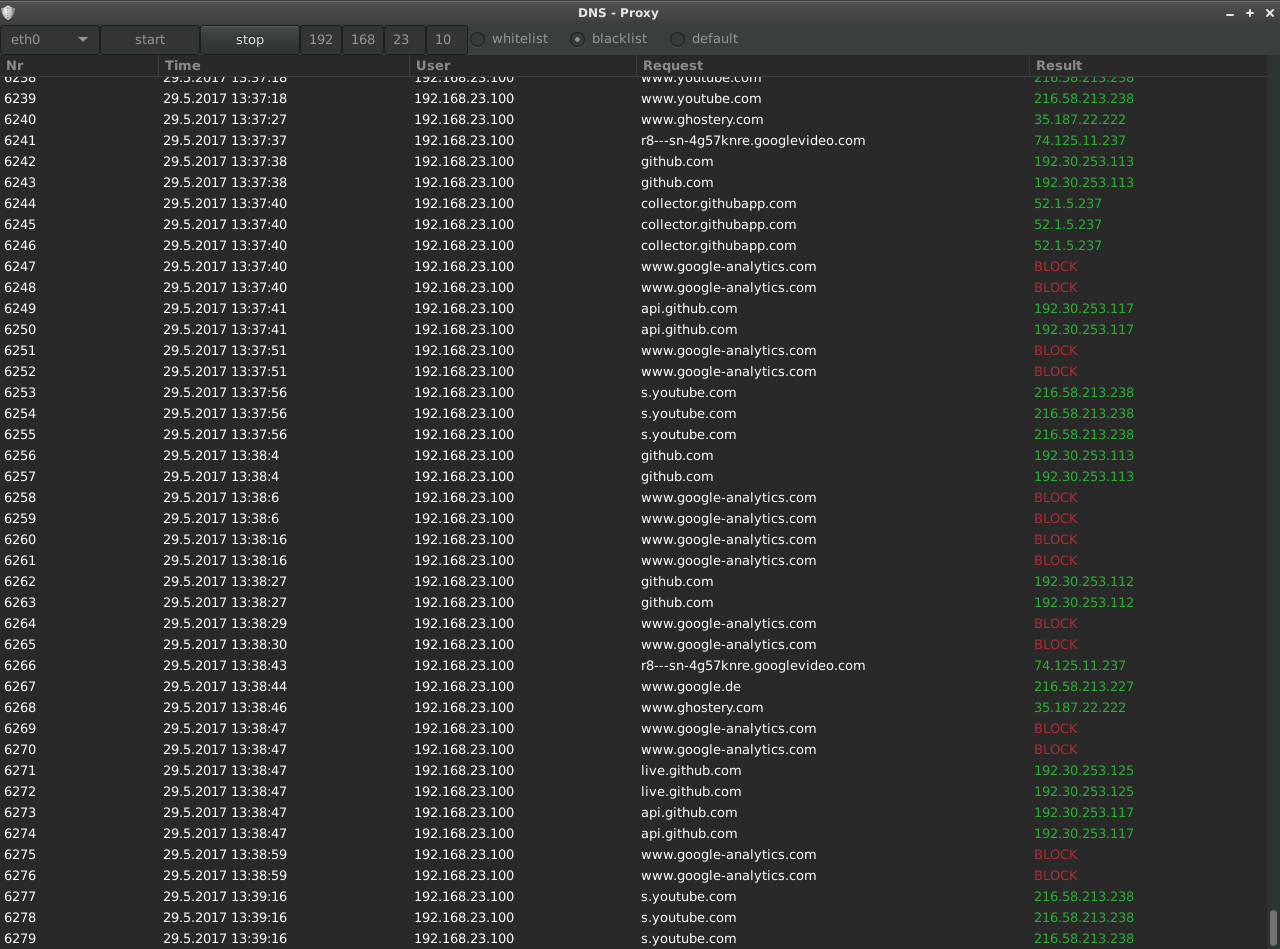 DNS - Proxy
eth0 start stop 192 168 23 10 whitelist blacklist default
Nr Time User Request Result
6238 29.5.2017 13:37:18 192.168.23.100 www.youtube.com 216.58.213.238
6239 29.5.2017 13:37:18 192.168.23.100 www.youtube.com 216.58.213.238
6240 29.5.2017 13:37:27 192.168.23.100 www.ghostery.com 35.187.22.222
6241 29.5.2017 13:37:37 192.168.23.100 r8---sn-4g57knre.googlevideo.com 74.125.11.237
6242 29.5.2017 13:37:38 192.168.23.100 github.com 192.30.253.113
6243 29.5.2017 13:37:38 192.168.23.100 github.com 192.30.253.113
6244 29.5.2017 13:37:40 192.168.23.100 collector.githubapp.com 52.1.5.237
6245 29.5.2017 13:37:40 192.168.23.100 collector.githubapp.com 52.1.5.237
6246 29.5.2017 13:37:40 192.168.23.100 collector.githubapp.com 52.1.5.237
6247 29.5.2017 13:37:40 192.168.23.100 www.google-analytics.com BLOCK
6248 29.5.2017 13:37:40 192.168.23.100 www.google-analytics.com BLOCK
6249 29.5.2017 13:37:41 192.168.23.100 api.github.com 192.30.253.117
6250 29.5.2017 13:37:41 192.168.23.100 api.github.com 192.30.253.117
6251 29.5.2017 13:37:51 192.168.23.100 www.google-analytics.com BLOCK
6252 29.5.2017 13:37:51 192.168.23.100 www.google-analytics.com BLOCK
6253 29.5.2017 13:37:56 192.168.23.100 s.youtube.com 216.58.213.238
6254 29.5.2017 13:37:56 192.168.23.100 s.youtube.com 216.58.213.238
6255 29.5.2017 13:37:56 192.168.23.100 s.youtube.com 216.58.213.238
6256 29.5.2017 13:38:4 192.168.23.100 github.com 192.30.253.113
6257 29.5.2017 13:38:4 192.168.23.100 github.com 192.30.253.113
6258 29.5.2017 13:38:6 192.168.23.100 www.google-analytics.com BLOCK
6259 29.5.2017 13:38:6 192.168.23.100 www.google-analytics.com BLOCK
6260 29.5.2017 13:38:16 192.168.23.100 www.google-analytics.com BLOCK
6261 29.5.2017 13:38:16 192.168.23.100 www.google-analytics.com BLOCK
6262 29.5.2017 13:38:27 192.168.23.100 github.com 192.30.253.112
6263 29.5.2017 13:38:27 192.168.23.100 github.com 192.30.253.112
6264 29.5.2017 13:38:29 192.168.23.100 www.google-analytics.com BLOCK
6265 29.5.2017 13:38:30 192.168.23.100 www.google-analytics.com BLOCK
6266 29.5.2017 13:38:43 192.168.23.100 r8---sn-4g57knre.googlevideo.com 74.125.11.237
6267 29.5.2017 13:38:44 192.168.23.100 www.google.de 216.58.213.227
6268 29.5.2017 13:38:46 192.168.23.100 www.ghostery.com 35.187.22.222
6269 29.5.2017 13:38:47 192.168.23.100 www.google-analytics.com BLOCK
6270 29.5.2017 13:38:47 192.168.23.100 www.google-analytics.com BLOCK
6271 29.5.2017 13:38:47 192.168.23.100 live.github.com 192.30.253.125
6272 29.5.2017 13:38:47 192.168.23.100 live.github.com 192.30.253.125
6273 29.5.2017 13:38:47 192.168.23.100 api.github.com 192.30.253.117
6274 29.5.2017 13:38:47 192.168.23.100 api.github.com 192.30.253.117
6275 29.5.2017 13:38:59 192.168.23.100 www.google-analytics.com BLOCK
6276 29.5.2017 13:38:59 192.168.23.100 www.google-analytics.com BLOCK
6277 29.5.2017 13:39:16 192.168.23.100 s.youtube.com 216.58.213.238
6278 29.5.2017 13:39:16 192.168.23.100 s.youtube.com 216.58.213.238
6279 29.5.2017 13:39:16 192.168.23.100 s.youtube.com 216.58.213.238